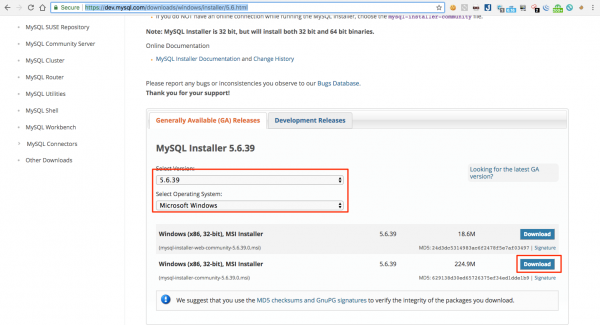 Secure https://dev.mysql.com/downloads/windows/installer/5.6.html
If you do NOT have an online connection while running the MySQL Installer, choose the mysql-installer-community file.
Note: MySQL Installer is 32 bit, but will install both 32 bit and 64 bit binaries.
Online Documentation
MySQL Installer Documentation and Change History
Please report any bugs or inconsistencies you observe to our Bugs Database.
Thank you for your support!
MySQL SUSE Repository
MySQL Community Server
MySQL Cluster
MySQL Router
MySQL Utilities
MySQL Shell
MySQL Workbench
MySQL Connectors
Other Downloads
Generally Available (GA) Releases
Development Releases
MySQL Installer 5.6.39
Select Version:
5.6.39
Looking for the latest GA
version?
Select Operating System:
Microsoft Windows
Windows (x86, 32-bit), MSI Installer 5.6.39 18.6M Download
(mysql-installer-web-community-5.6.39.0.msi) MD5: | Signature
Windows (x86, 32-bit), MSI Installer 5.6.39 224.9M Download
(mysql-installer-community-5.6.39.0.msi) MD5: | Signature
We suggest that you use the MD5 checksums and GnuPG signatures to verify the integrity of the packages you download.